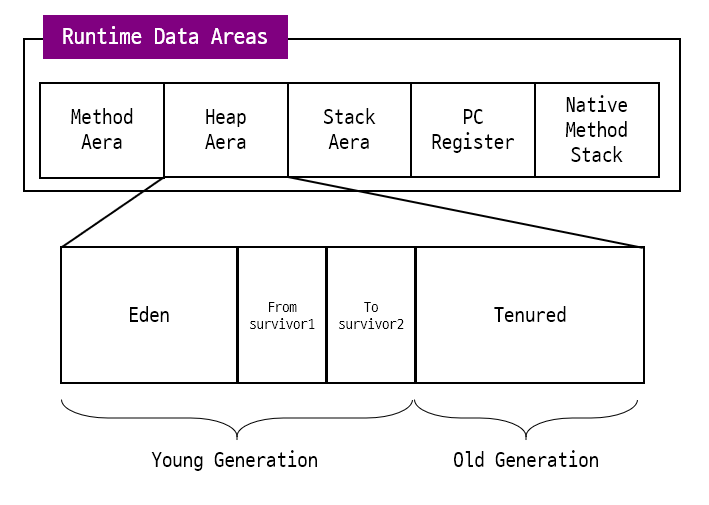 Runtime Data Areas
Method
Aera
Heap
Aera
Stack
Aera
PC
Register
Native
Method
Stack
Eden
From
survivor1
To
survivor2
Tenured
Young Generation
Old Generation